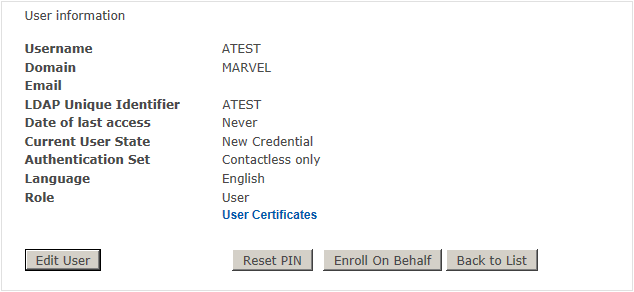 User information
Username ATEST
Domain MARVEL
Email
LDAP Unique Identifier ATEST
Date of last access Never
Current User State New Credential
Authentication Set Contactless only
Language English
Role User
User Certificates
Edit User Reset PIN Enroll On Behalf Back to List